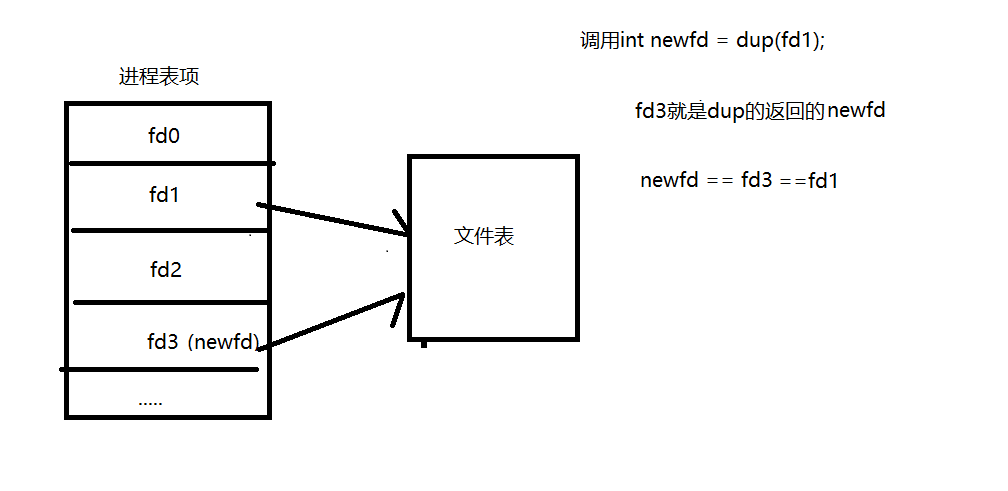 调用int newfd = dup(fd1);
进程表项
fd3就是dup的返回的newfd
fd0
newfd == fd3 ==fd1
fd1
文件表
fd2
fd3 (newfd)
.....